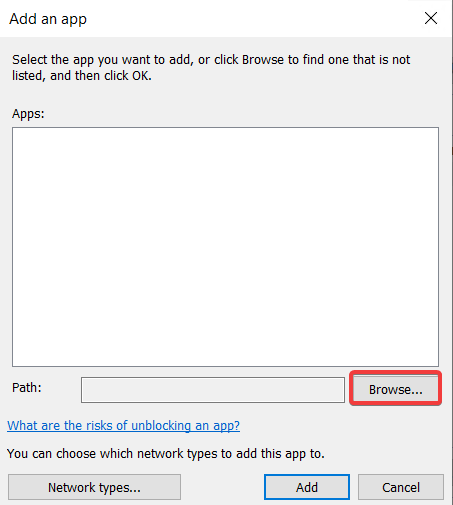 Add an app
Select the app you want to add, or click Browse to find one that is not
listed, and then click OK.
Apps:
Path:
Browse...
What are the risks of unblocking an app?
You can choose which network types to add this app to.
Network types...
Add
Cancel